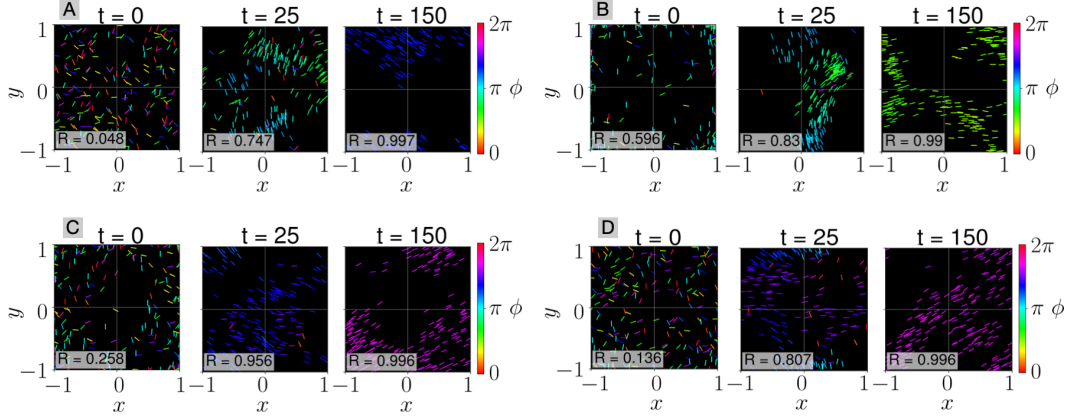 A
t = 0
t = 25
t = 150
1
0
−1
y
R = 0.048
R = 0.747
R = 0.997
−1 0 1
−1 0 1
−1 0 1
x
x
x
2π
π ϕ
0
B
t = 0
t = 25
t = 150
1
0
−1
y
R = 0.596
R = 0.83
R = 0.99
−1 0 1
−1 0 1
−1 0 1
x
x
x
2π
π ϕ
0
C
t = 0
t = 25
t = 150
1
0
−1
y
R = 0.258
R = 0.956
R = 0.996
−1 0 1
−1 0 1
−1 0 1
x
x
x
2π
π ϕ
0
D
t = 0
t = 25
t = 150
1
0
−1
y
R = 0.136
R = 0.807
R = 0.996
−1 0 1
−1 0 1
−1 0 1
x
x
x
2π
π ϕ
0